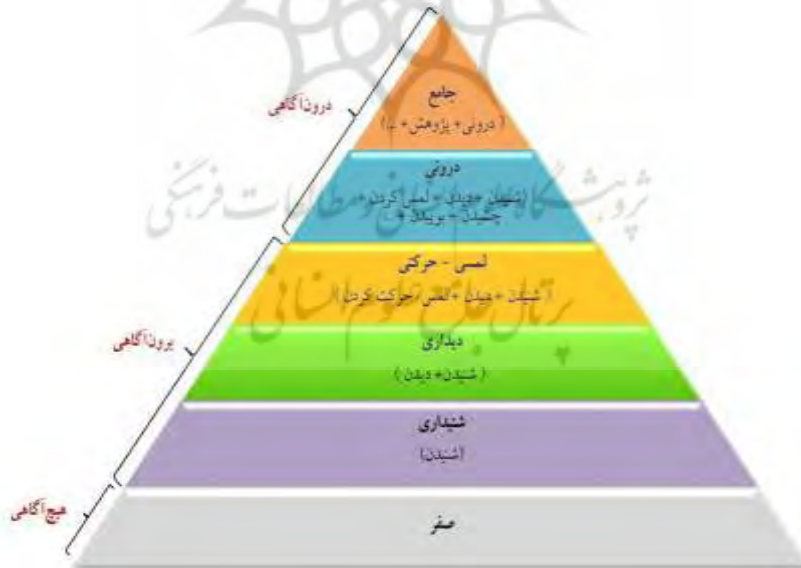 جامع
(درونی+ پژوهش+ ...)
درون‌آگاهی
درونی
(شنیدن+ دیدن+ لمس کردن+
چشیدن+ بوییدن+ ...
لمسی - حرکتی
(شنیدن + دیدن +لمس/حرکت کردن)
برون‌آگاهی
دیداری
(شنیدن+ دیدن)
شنیداری
(شنیدن)
هیچ‌آگاهی
صفر
پژوهشگاه علوم انسانی و مطالعات فرهنگی
پرتال جامع علوم انسانی